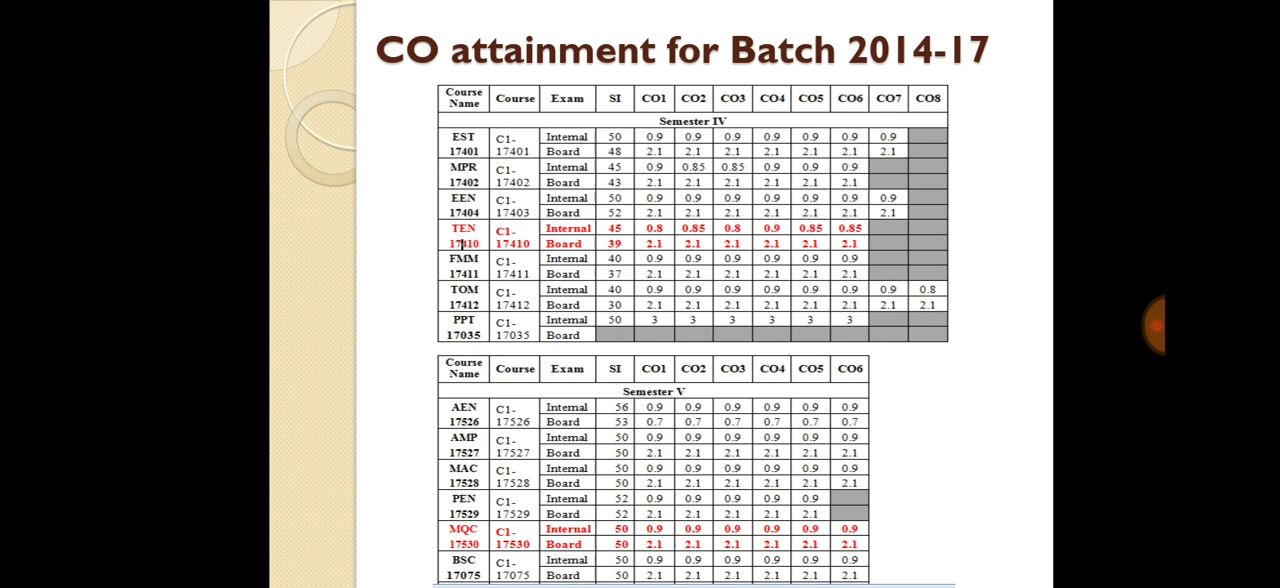 CO attainment for Batch 2014-17
Course Name Course Exam SI CO1 CO2 CO3 CO4 CO5 CO6 CO7 CO8
Semester IV
EST 17401 C1-17401 Internal 50 0.9 0.9 0.9 0.9 0.9 0.9 0.9
Board 48 2.1 2.1 2.1 2.1 2.1 2.1 2.1
MPR 17402 C1-17402 Internal 45 0.9 0.85 0.85 0.9 0.9 0.9
Board 43 2.1 2.1 2.1 2.1 2.1 2.1
EEN 17404 C1-17403 Internal 50 0.9 0.9 0.9 0.9 0.9 0.9 0.9
Board 52 2.1 2.1 2.1 2.1 2.1 2.1 2.1
TEN 17410 C1-17410 Internal 45 0.8 0.85 0.8 0.9 0.85 0.85
Board 39 2.1 2.1 2.1 2.1 2.1 2.1
FMM 17411 C1-17411 Internal 40 0.9 0.9 0.9 0.9 0.9 0.9
Board 37 2.1 2.1 2.1 2.1 2.1 2.1
TOM 17412 C1-17412 Internal 40 0.9 0.9 0.9 0.9 0.9 0.9 0.9 0.8
Board 30 2.1 2.1 2.1 2.1 2.1 2.1 2.1 2.1
PPT 17035 C1-17035 Internal 50 3 3 3 3 3 3
Board
Course Name Course Exam SI CO1 CO2 CO3 CO4 CO5 CO6
Semester V
AEN 17526 C1-17526 Internal 56 0.9 0.9 0.9 0.9 0.9 0.9
Board 53 0.7 0.7 0.7 0.7 0.7 0.7
AMP 17527 C1-17527 Internal 50 0.9 0.9 0.9 0.9 0.9 0.9
Board 50 2.1 2.1 2.1 2.1 2.1 2.1
MAC 17528 C1-17528 Internal 50 0.9 0.9 0.9 0.9 0.9 0.9
Board 50 2.1 2.1 2.1 2.1 2.1 2.1
PEN 17529 C1-17529 Internal 52 0.9 0.9 0.9 0.9 0.9
Board 52 2.1 2.1 2.1 2.1 2.1
MQC 17530 C1-17530 Internal 50 0.9 0.9 0.9 0.9 0.9 0.9
Board 50 2.1 2.1 2.1 2.1 2.1 2.1
BSC 17075 C1-17075 Internal 50 0.9 0.9 0.9 0.9 0.9 0.9
Board 50 2.1 2.1 2.1 2.1 2.1 2.1